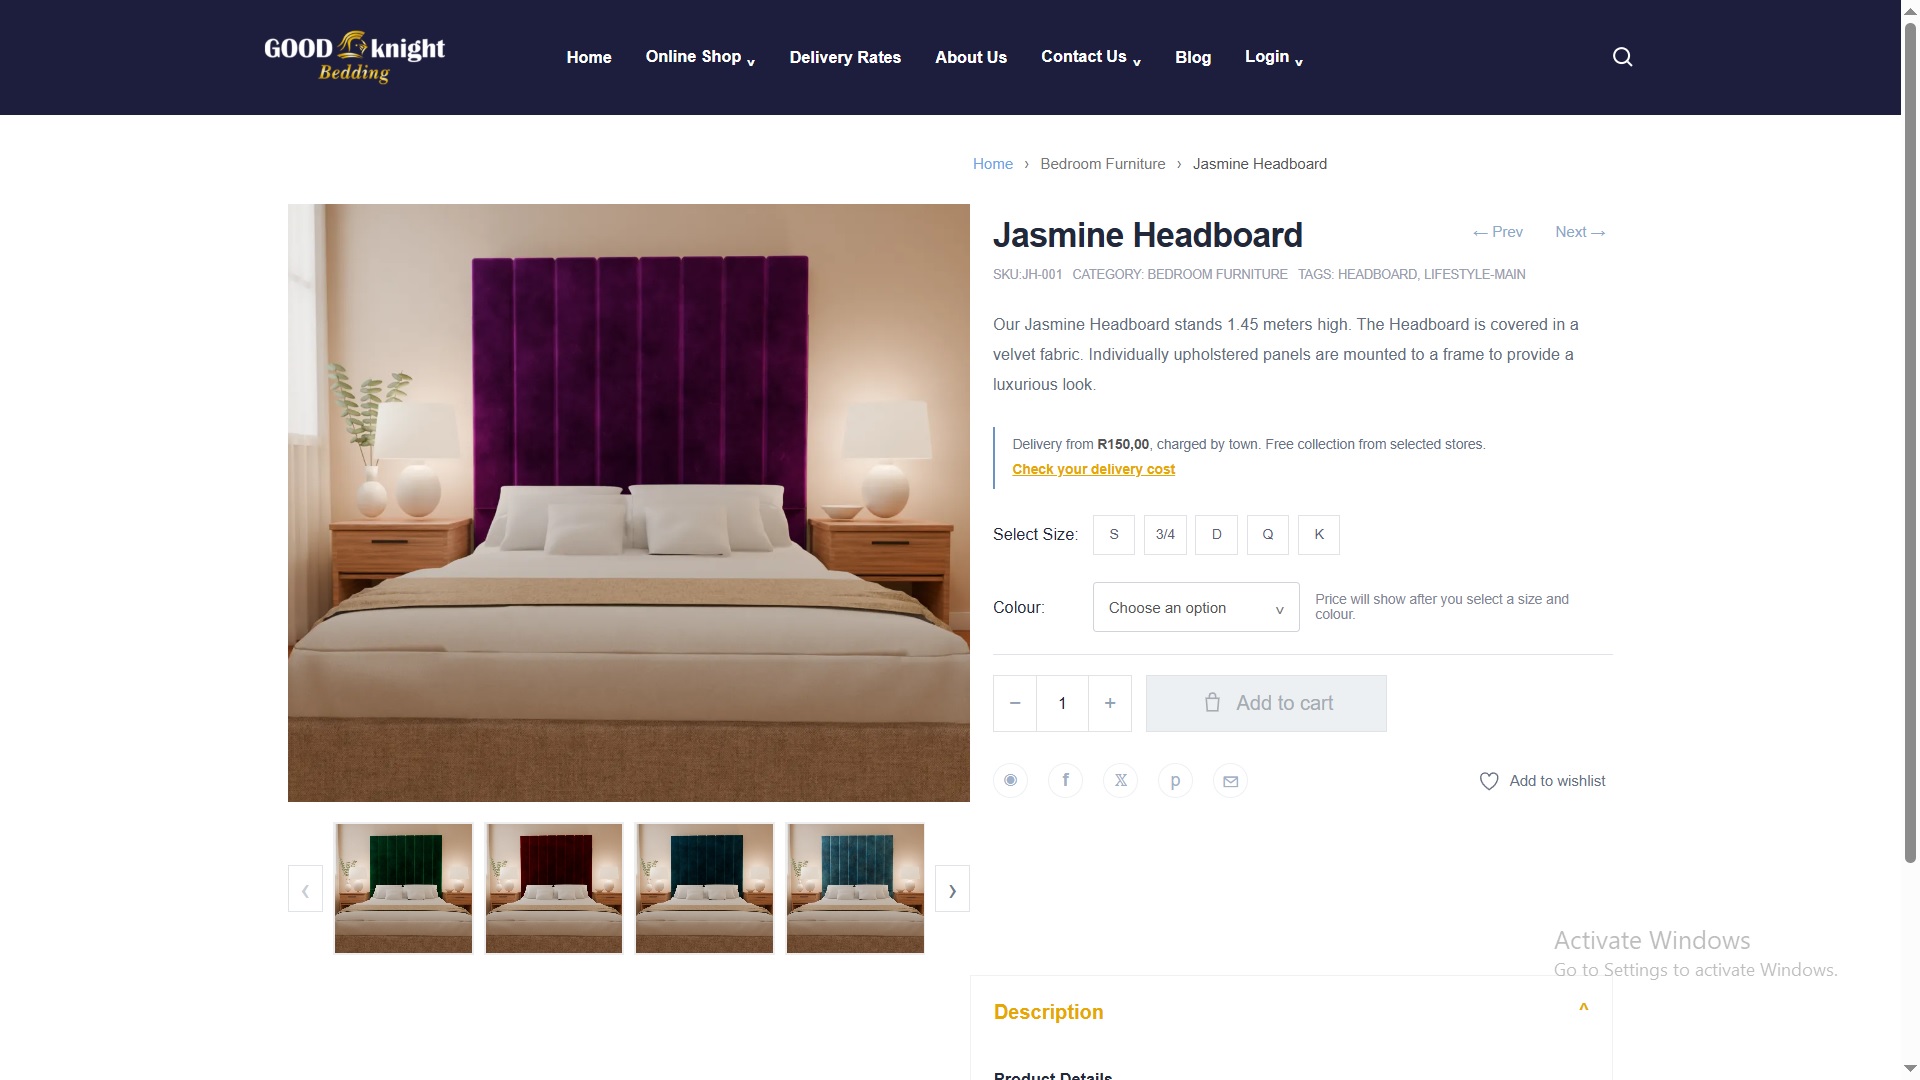 GOOD knight
Bedding
Home
Online Shop
Delivery Rates
About Us
Contact Us
Blog
Login
Home › Bedroom Furniture › Jasmine Headboard
Jasmine Headboard
← Prev
Next →
SKU:JH-001 CATEGORY: BEDROOM FURNITURE TAGS: HEADBOARD, LIFESTYLE-MAIN
Our Jasmine Headboard stands 1.45 meters high. The Headboard is covered in a
velvet fabric. Individually upholstered panels are mounted to a frame to provide a
luxurious look.
Delivery from R150,00, charged by town. Free collection from selected stores.
Check your delivery cost
Select Size:
S
3/4
D
Q
K
Colour:
Choose an option
Price will show after you select a size and
colour.
− 1 +
Add to cart
f
X
p
Add to wishlist
Activate Windows
Go to Settings to activate Windows.
Description
Product Details